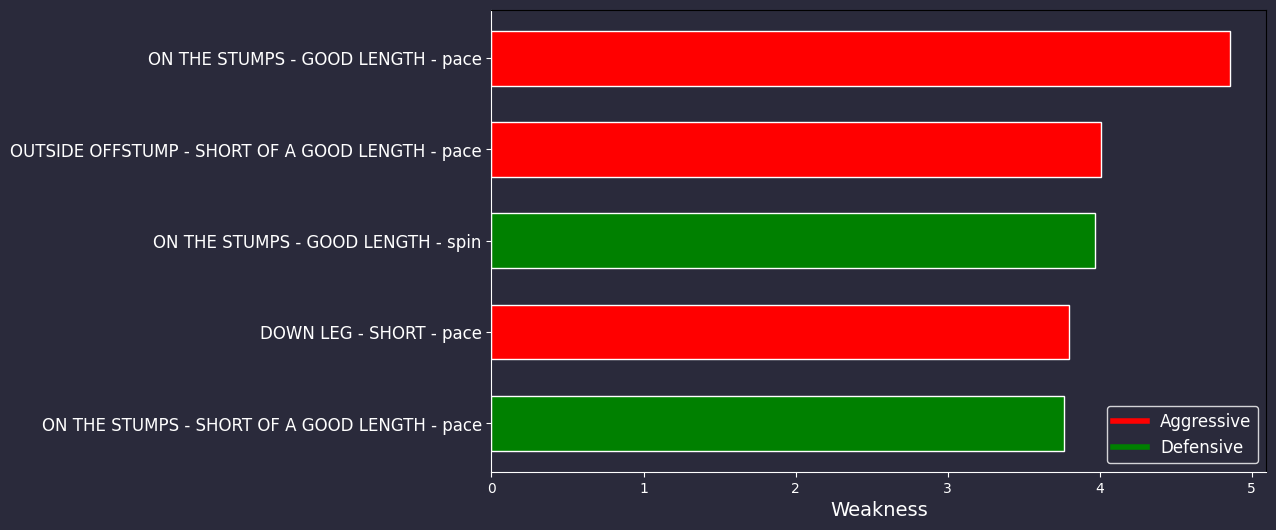 ON THE STUMPS - GOOD LENGTH - pace
OUTSIDE OFFSTUMP - SHORT OF A GOOD LENGTH - pace
ON THE STUMPS - GOOD LENGTH - spin
DOWN LEG - SHORT - pace
ON THE STUMPS - SHORT OF A GOOD LENGTH - pace
Aggressive
Defensive
0 1 2 3 4 5
Weakness